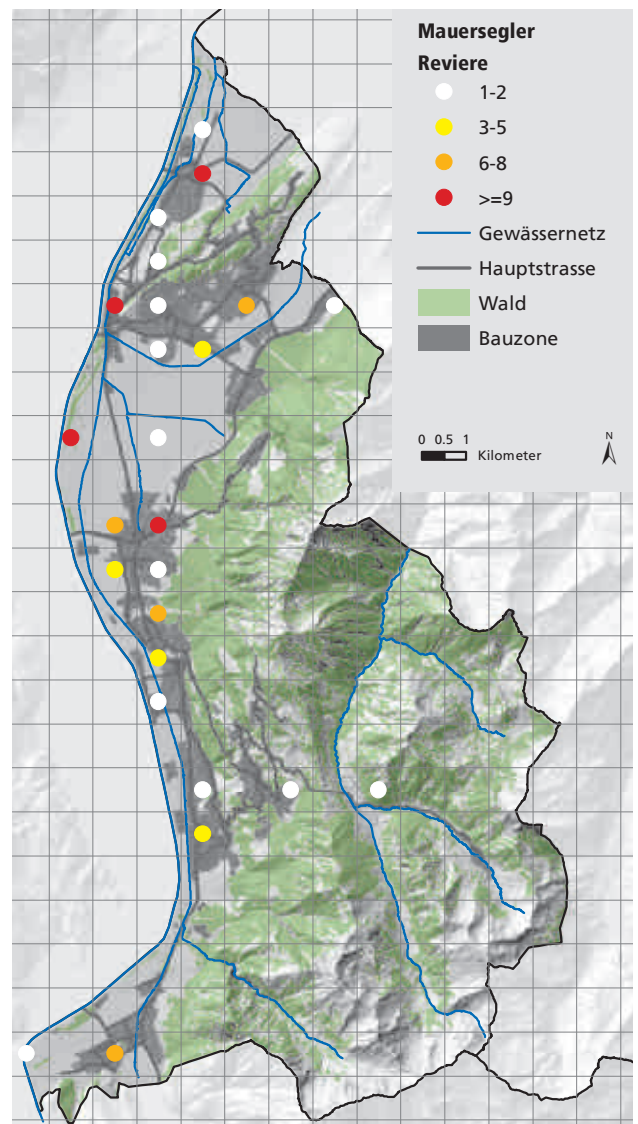 Mauersegler
Reviere
1-2
3-5
6-8
>=9
Gewässernetz
Hauptstrasse
Wald
Bauzone
0 0.5 1
Kilometer
N